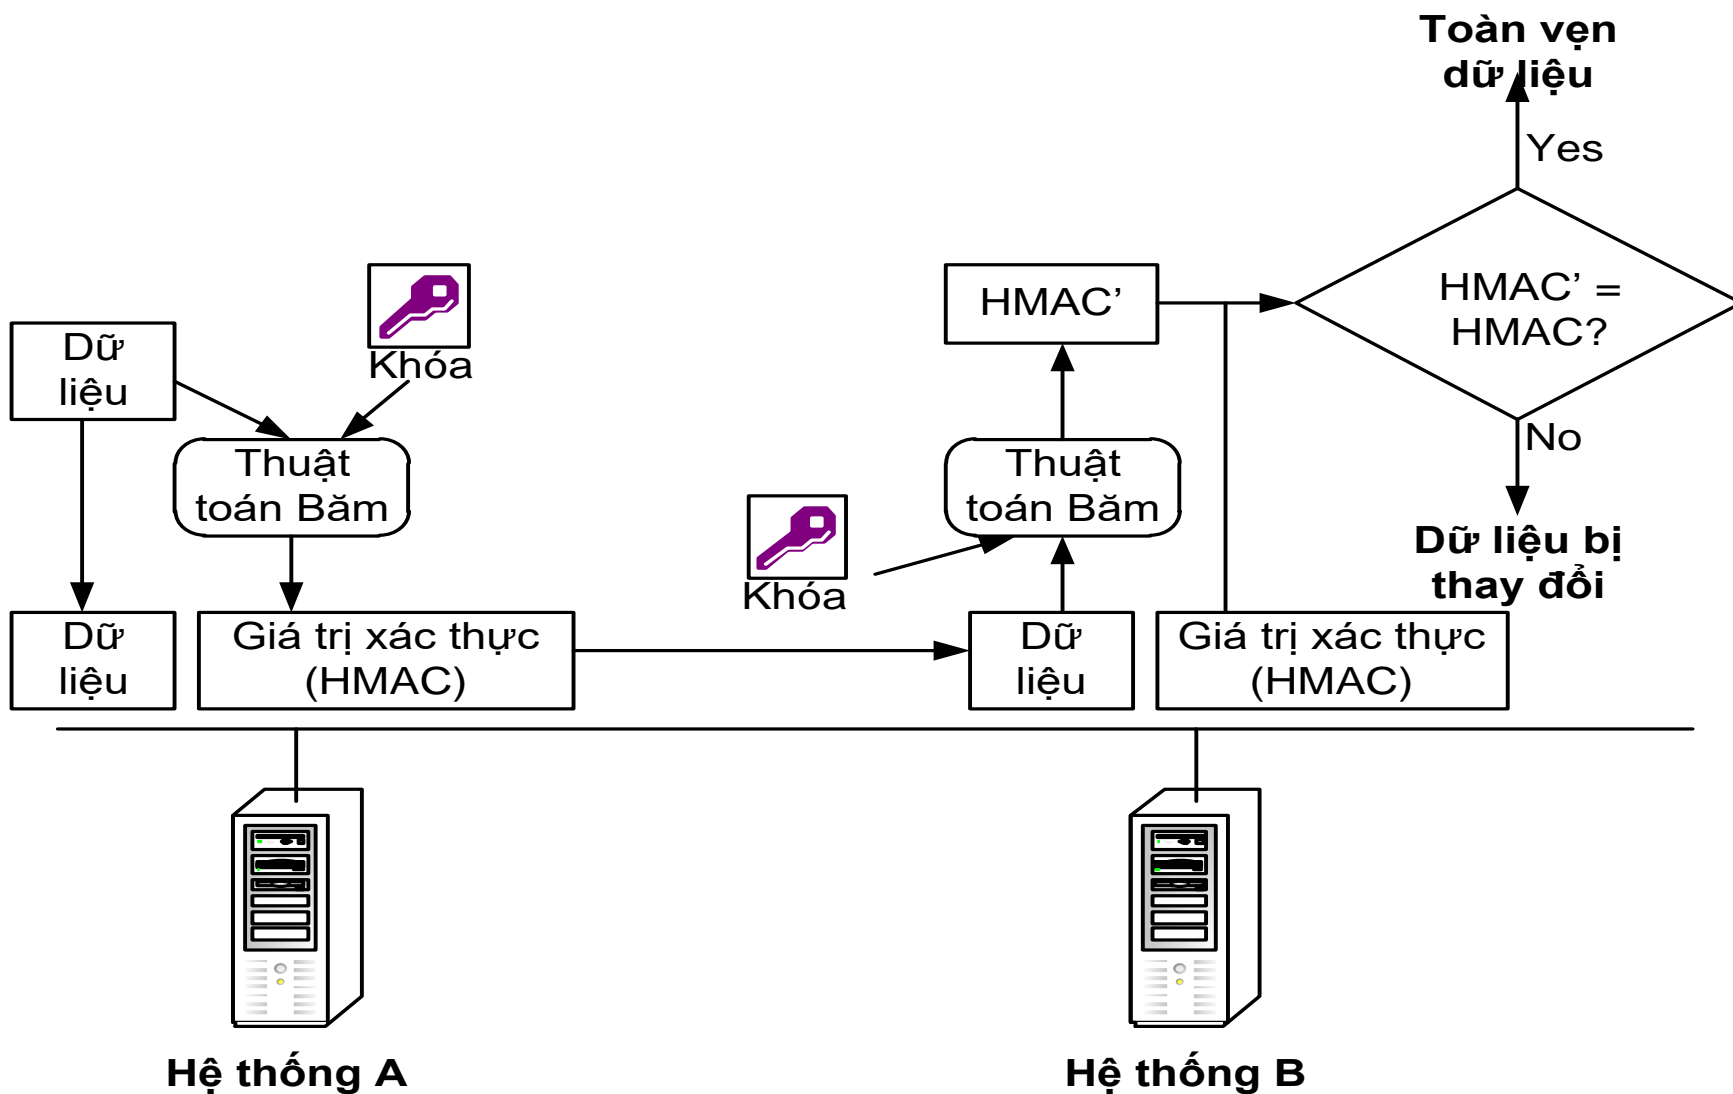 Toàn vẹn
dữ liệu
Yes
HMAC’ =
HMAC?
No
Dữ liệu bị
thay đổi
HMAC’
Khóa
Dữ
liệu
Thuật
toán Băm
Thuật
toán Băm
Khóa
Dữ
liệu
Giá trị xác thực
(HMAC)
Dữ
liệu
Giá trị xác thực
(HMAC)
Hệ thống A
Hệ thống B